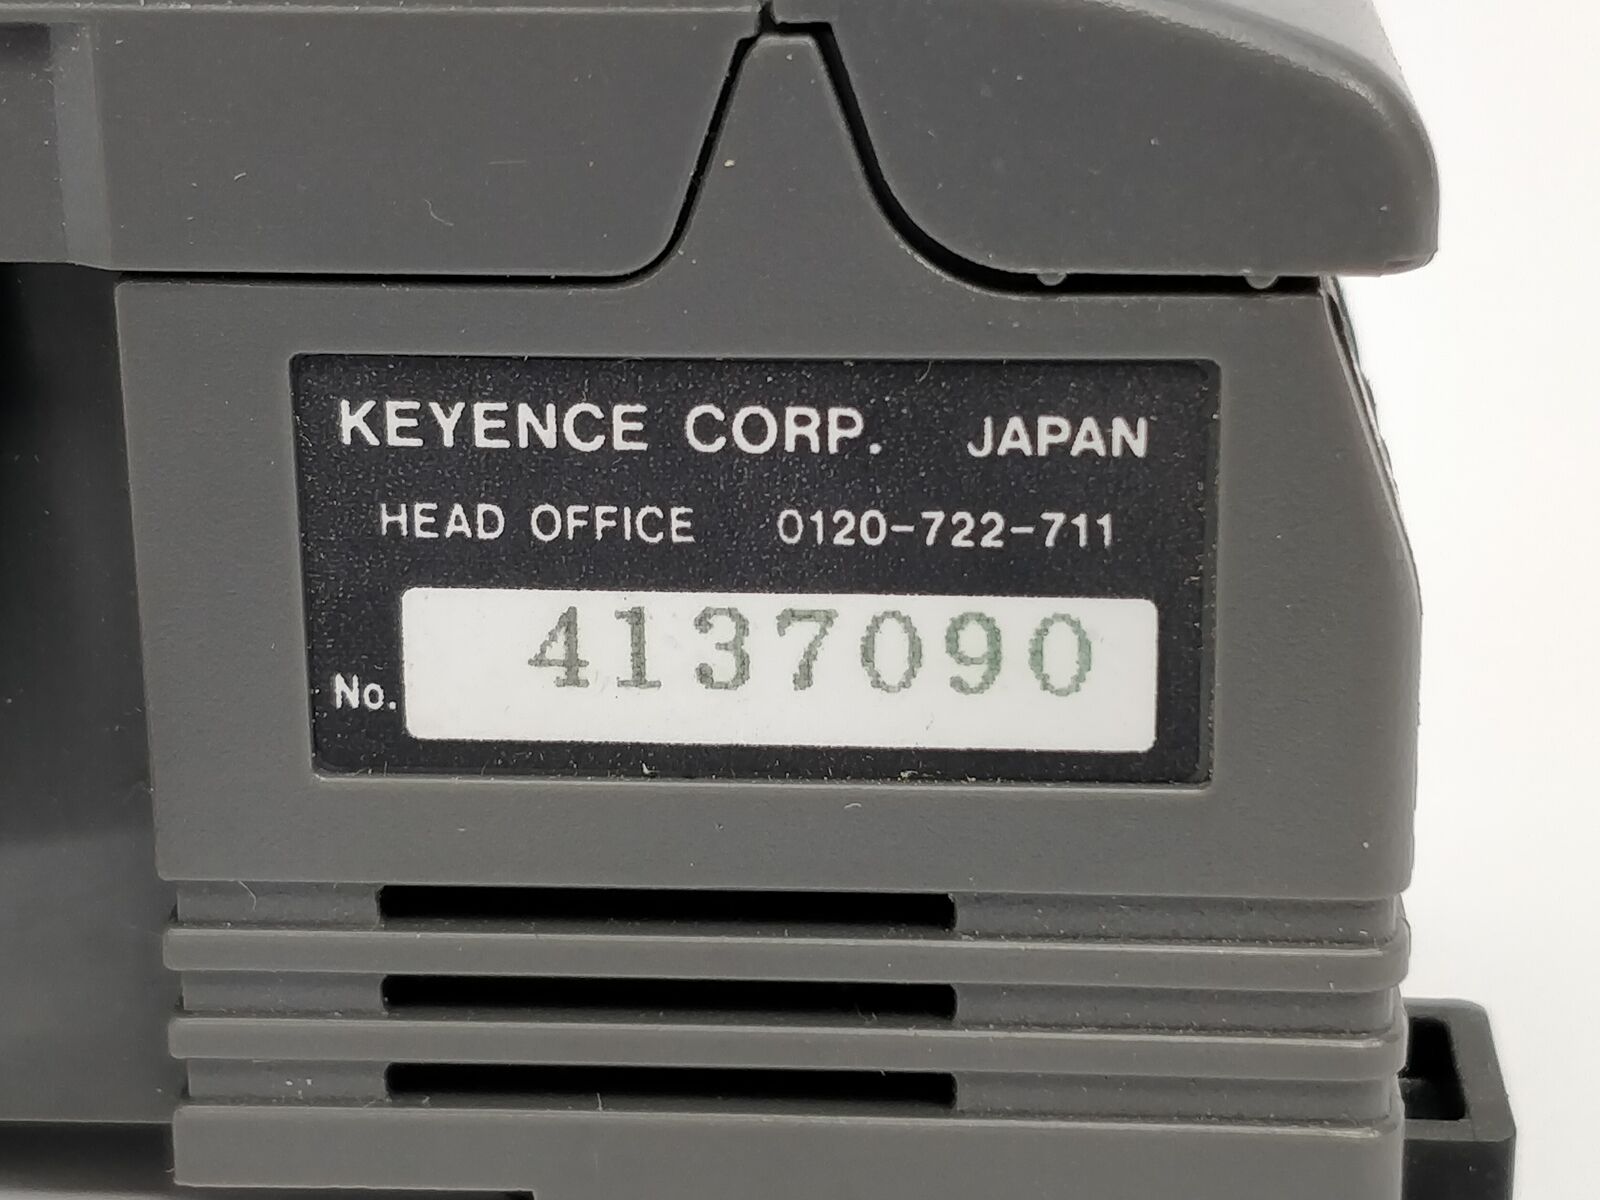 KEYENCE CORP. JAPAN
HEAD OFFICE 0120-722-711
No. 4137090